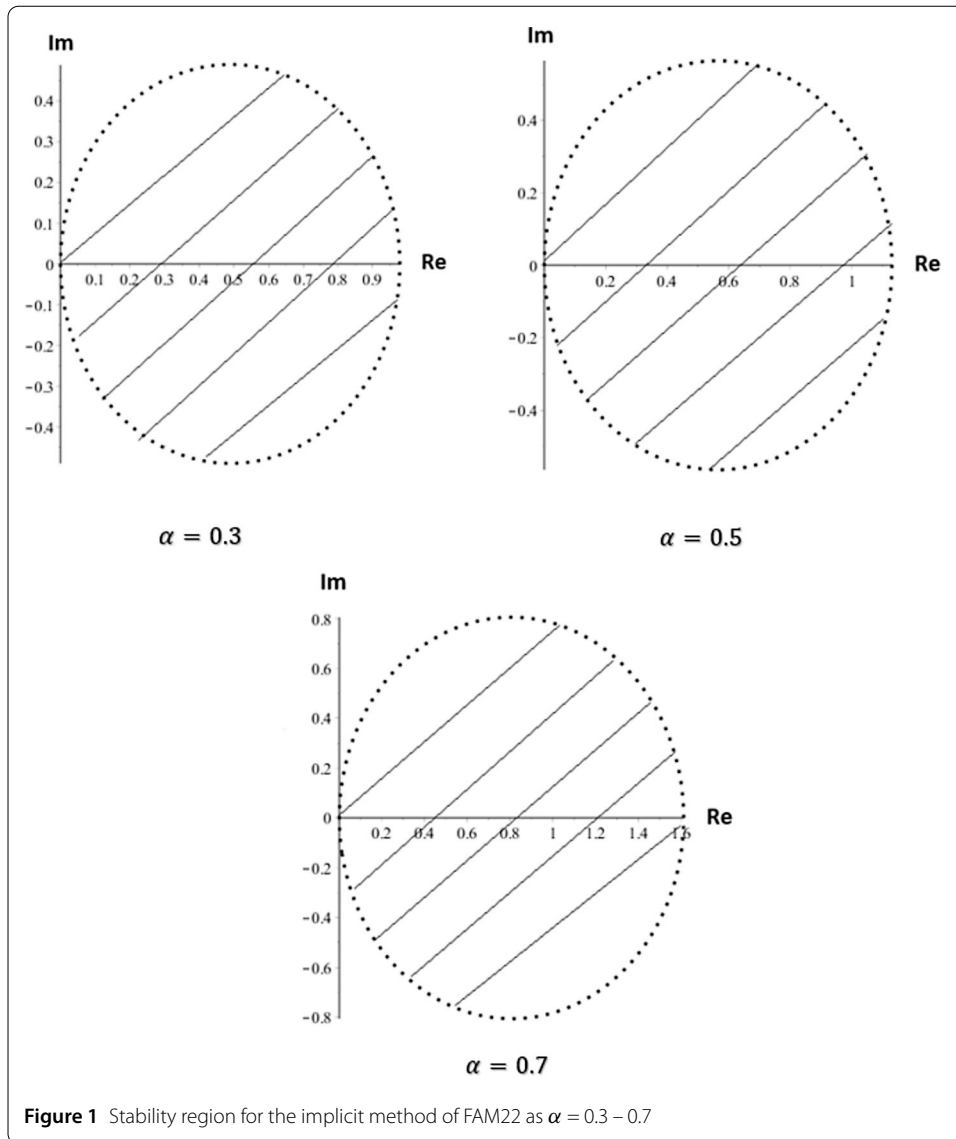 Im
0.4
0.3
0.2
0.1
0
0.1 0.2 0.3 0.4 0.5 0.6 0.7 0.8 0.9
Re
−0.1
−0.2
−0.3
−0.4
α = 0.3
Im
0.4
0.2
0
0.2 0.4 0.6 0.8 1
Re
−0.2
−0.4
α = 0.5
Im
0.8
0.6
0.4
0.2
0
0.2 0.4 0.6 0.8 1 1.2 1.4 1.6
Re
−0.2
−0.4
−0.6
−0.8
α = 0.7
Figure 1 Stability region for the implicit method of FAM22 as α = 0.3 – 0.7